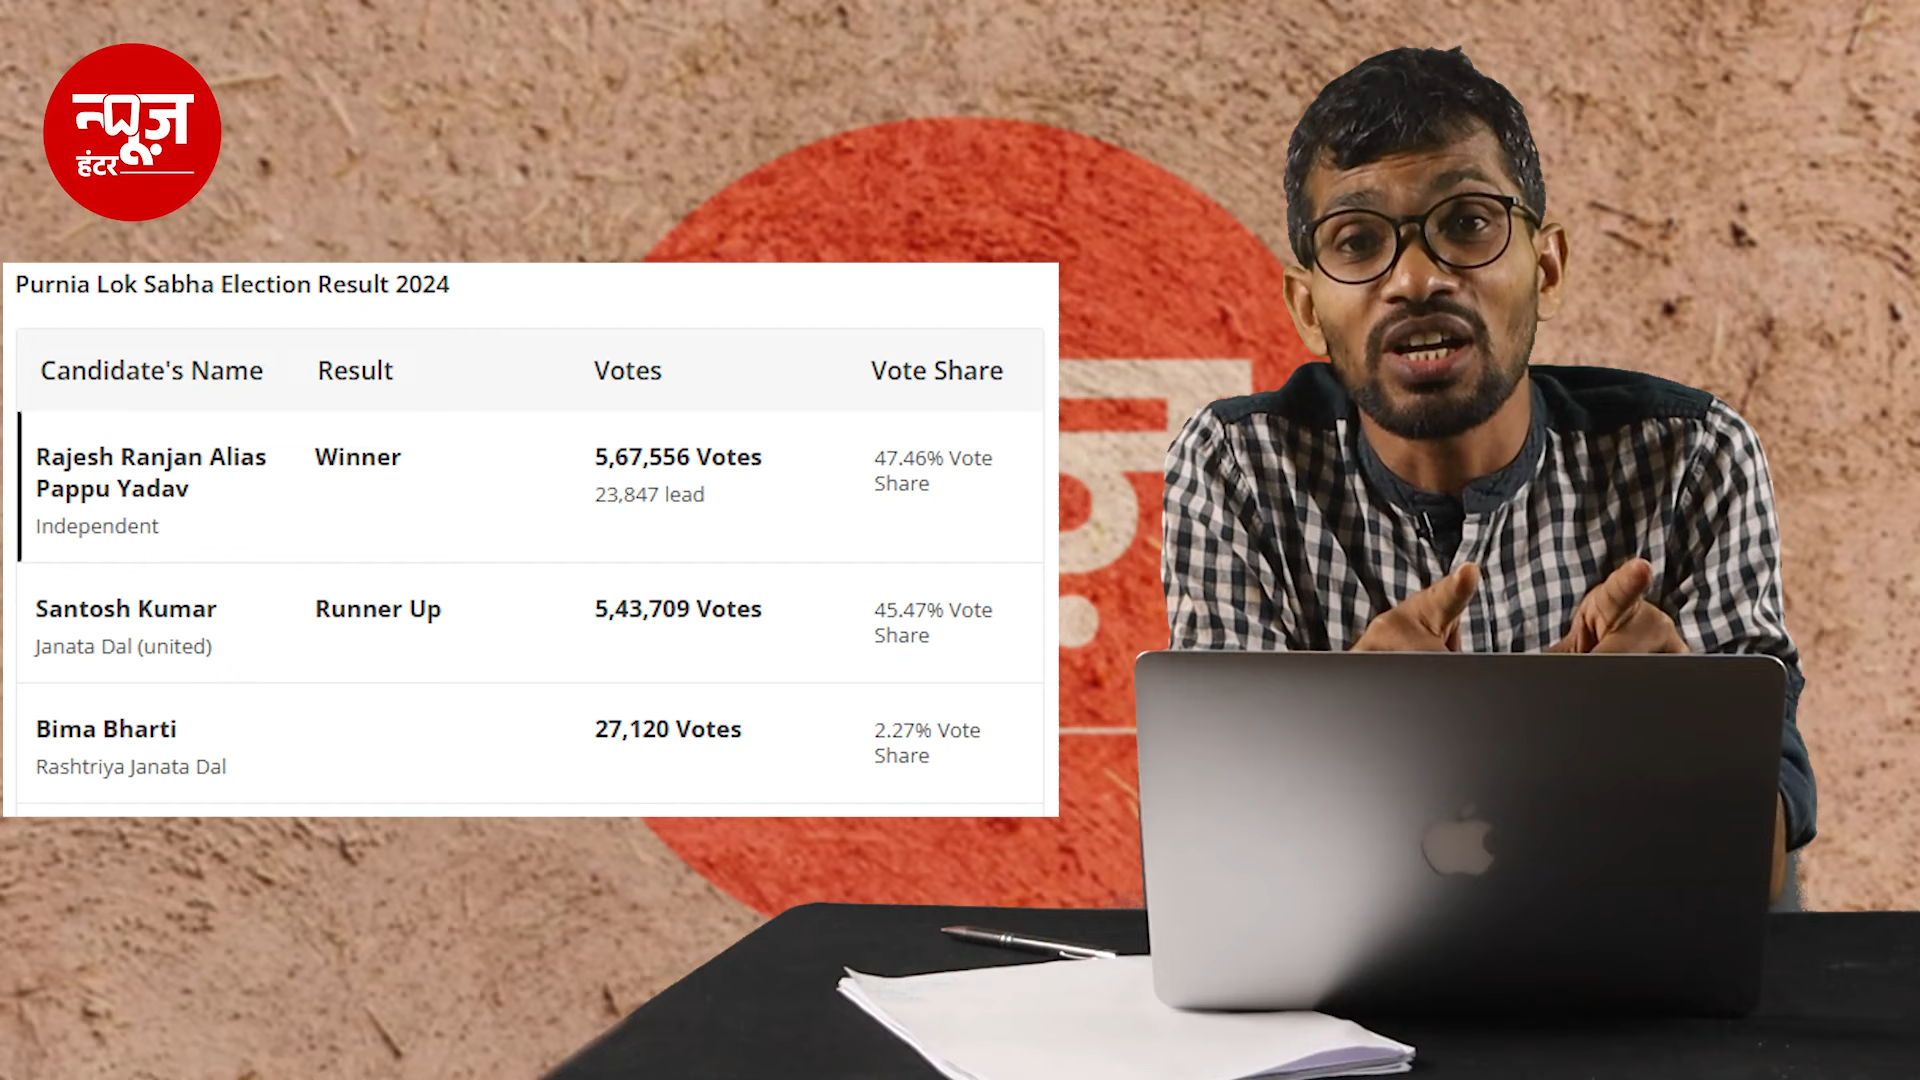 न्यूज़
हंटर
Purnia Lok Sabha Election Result 2024
Candidate's Name Result Votes Vote Share
Rajesh Ranjan Alias Pappu Yadav Winner 5,67,556 Votes 47.46% Vote Share
Independent 23,847 lead
Santosh Kumar Runner Up 5,43,709 Votes 45.47% Vote Share
Janata Dal (united)
Bima Bharti 27,120 Votes 2.27% Vote Share
Rashtriya Janata Dal